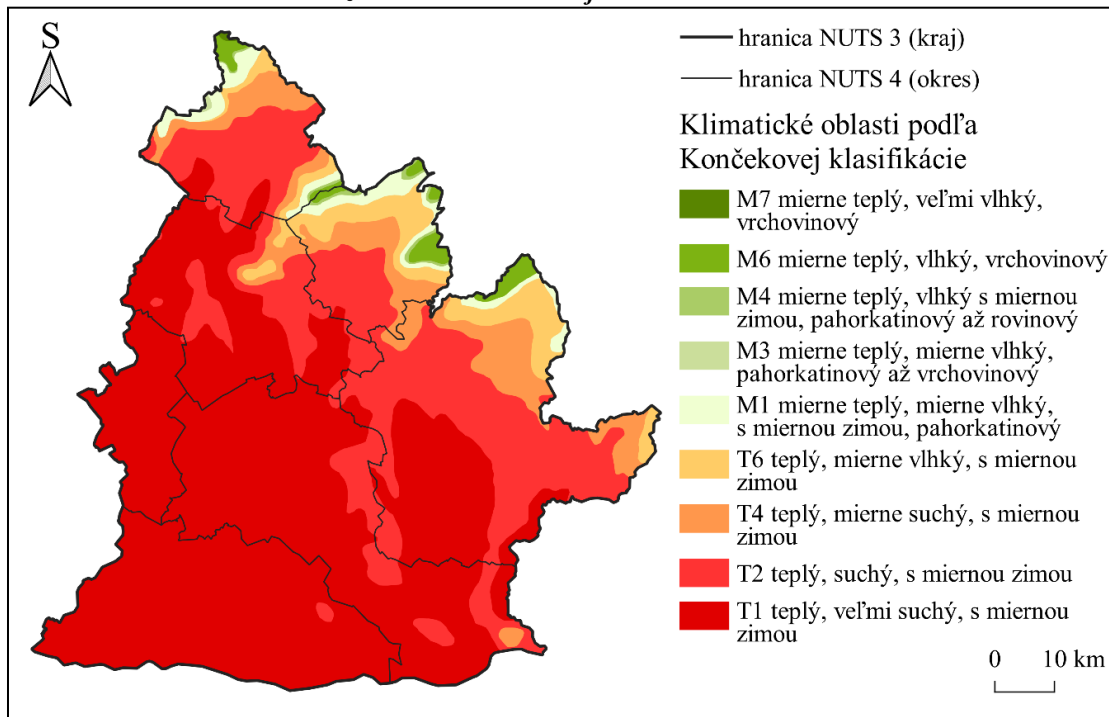 S
hranica NUTS 3 (kraj)
hranica NUTS 4 (okres)
Klimatické oblasti podľa
Končekovej klasifikácie
M7 mierne teplý, veľmi vlhký,
vrchovinový
M6 mierne teplý, vlhký, vrchovinový
M4 mierne teplý, vlhký s miernou
zimou, pahorkatinový až rovinový
M3 mierne teplý, mierne vlhký,
pahorkatinový až vrchovinový
M1 mierne teplý, mierne vlhký,
s miernou zimou, pahorkatinový
T6 teplý, mierne vlhký, s miernou
zimou
T4 teplý, mierne suchý, s miernou
zimou
T2 teplý, suchý, s miernou zimou
T1 teplý, veľmi suchý, s miernou
zimou
0 10 km